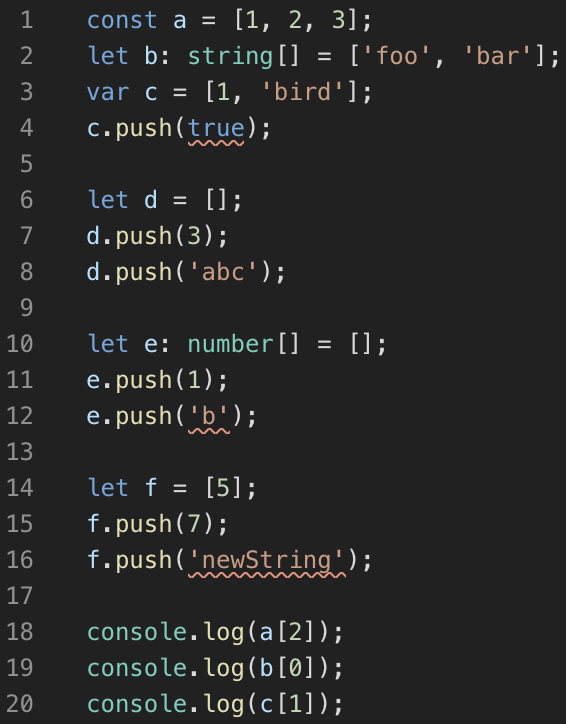 1 const a = [1, 2, 3];
2 let b: string[] = ['foo', 'bar'];
3 var c = [1, 'bird'];
4 c.push(true);
5
6 let d = [];
7 d.push(3);
8 d.push('abc');
9
10 let e: number[] = [];
11 e.push(1);
12 e.push('b');
13
14 let f = [5];
15 f.push(7);
16 f.push('newString');
17
18 console.log(a[2]);
19 console.log(b[0]);
20 console.log(c[1]);